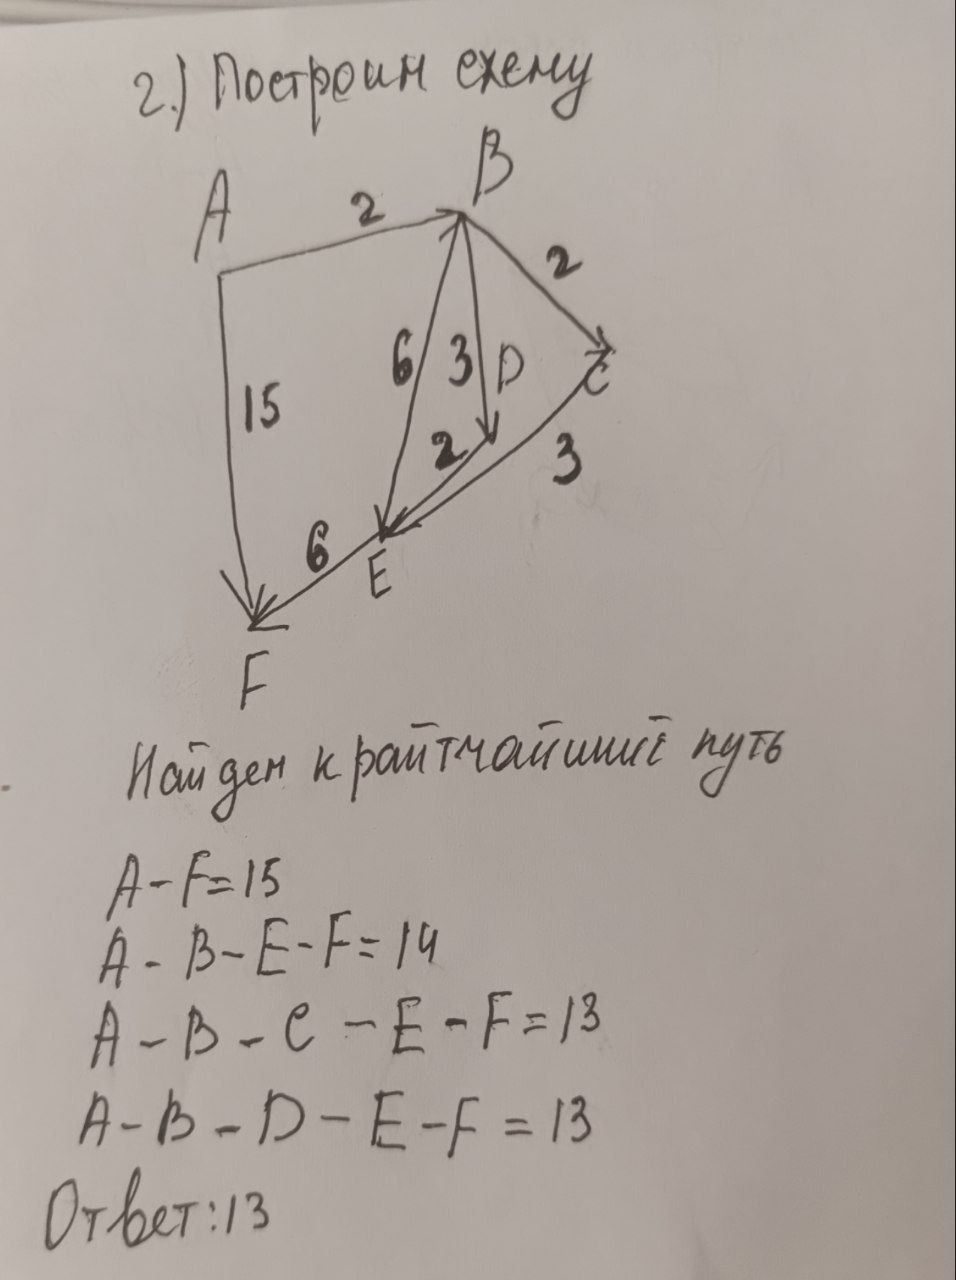 2.) Построим схему
A
2
B
2
15
6
3
D
C
2
3
6
E
F
Найдем крайтчайший путь
A-F=15
A-B-E-F=14
A-B-C-E-F=13
A-B-D-E-F=13
Ответ:13